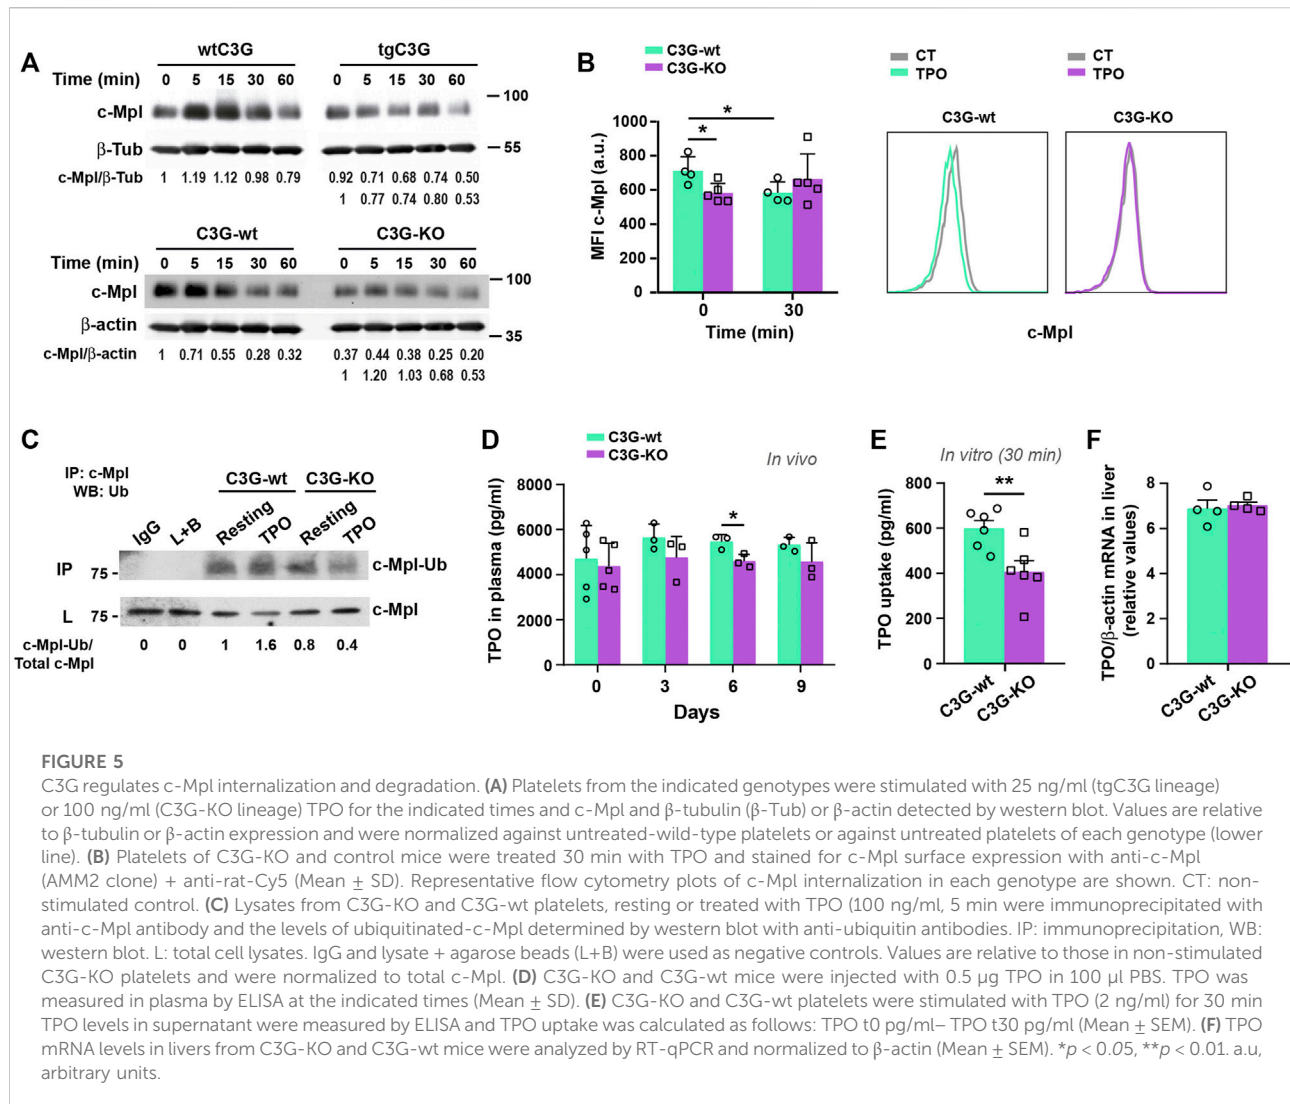 A
wtC3G
tgC3G
Time (min) 0 5 15 30 60 0 5 15 30 60
c-Mpl
100
β-Tub
55
c-Mpl/β-Tub 1 1.19 1.12 0.98 0.79 0.92 0.71 0.68 0.74 0.50
1 0.77 0.74 0.80 0.53
C3G-wt
C3G-KO
Time (min) 0 5 15 30 60 0 5 15 30 60
c-Mpl
100
β-actin
35
c-Mpl/β-actin 1 0.71 0.55 0.28 0.32 0.37 0.44 0.38 0.25 0.20
1 1.20 1.03 0.68 0.53
B
C3G-wt
C3G-KO
MFI c-Mpl (a.u.)
1000
800
600
400
200
0
*
*
0 30
Time (min)
CT
TPO
CT
TPO
C3G-wt
C3G-KO
c-Mpl
C
IP: c-Mpl
WB: Ub
C3G-wt
C3G-KO
IgG L+B Resting TPO Resting TPO
IP 75 c-Mpl-Ub
L 75 c-Mpl
c-Mpl-Ub/
Total c-Mpl
0 0 1 1.6 0.8 0.4
D
C3G-wt
C3G-KO
In vivo
TPO in plasma (pg/ml)
8000
6000
4000
2000
0
*
0 3 6 9
Days
E
In vitro (30 min)
TPO uptake (pg/ml)
800
600
400
200
0
**
C3G-wt
C3G-KO
F
TPO/β-actin mRNA in liver
(relative values)
8
6
4
2
0
C3G-wt
C3G-KO
FIGURE 5
C3G regulates c-Mpl internalization and degradation. (A) Platelets from the indicated genotypes were stimulated with 25 ng/ml (tgC3G lineage)
or 100 ng/ml (C3G-KO lineage) TPO for the indicated times and c-Mpl and β-tubulin (β-Tub) or β-actin detected by western blot. Values are relative
to β-tubulin or β-actin expression and were normalized against untreated-wild-type platelets or against untreated platelets of each genotype (lower
line). (B) Platelets of C3G-KO and control mice were treated 30 min with TPO and stained for c-Mpl surface expression with anti-c-Mpl
(AMM2 clone) + anti-rat-Cy5 (Mean ± SD). Representative flow cytometry plots of c-Mpl internalization in each genotype are shown. CT: non-
stimulated control. (C) Lysates from C3G-KO and C3G-wt platelets, resting or treated with TPO (100 ng/ml, 5 min were immunoprecipitated with
anti-c-Mpl antibody and the levels of ubiquitinated-c-Mpl determined by western blot with anti-ubiquitin antibodies. IP: immunoprecipitation, WB:
western blot. L: total cell lysates. IgG and lysate + agarose beads (L+B) were used as negative controls. Values are relative to those in non-stimulated
C3G-KO platelets and were normalized to total c-Mpl. (D) C3G-KO and C3G-wt mice were injected with 0.5 μg TPO in 100 μl PBS. TPO was
measured in plasma by ELISA at the indicated times (Mean ± SD). (E) C3G-KO and C3G-wt platelets were stimulated with TPO (2 ng/ml) for 30 min
TPO levels in supernatant were measured by ELISA and TPO uptake was calculated as follows: TPO t0 pg/ml– TPO t30 pg/ml (Mean ± SEM). (F) TPO
mRNA levels in livers from C3G-KO and C3G-wt mice were analyzed by RT-qPCR and normalized to β-actin (Mean ± SEM). *p < 0.05, **p < 0.01. a.u,
arbitrary units.